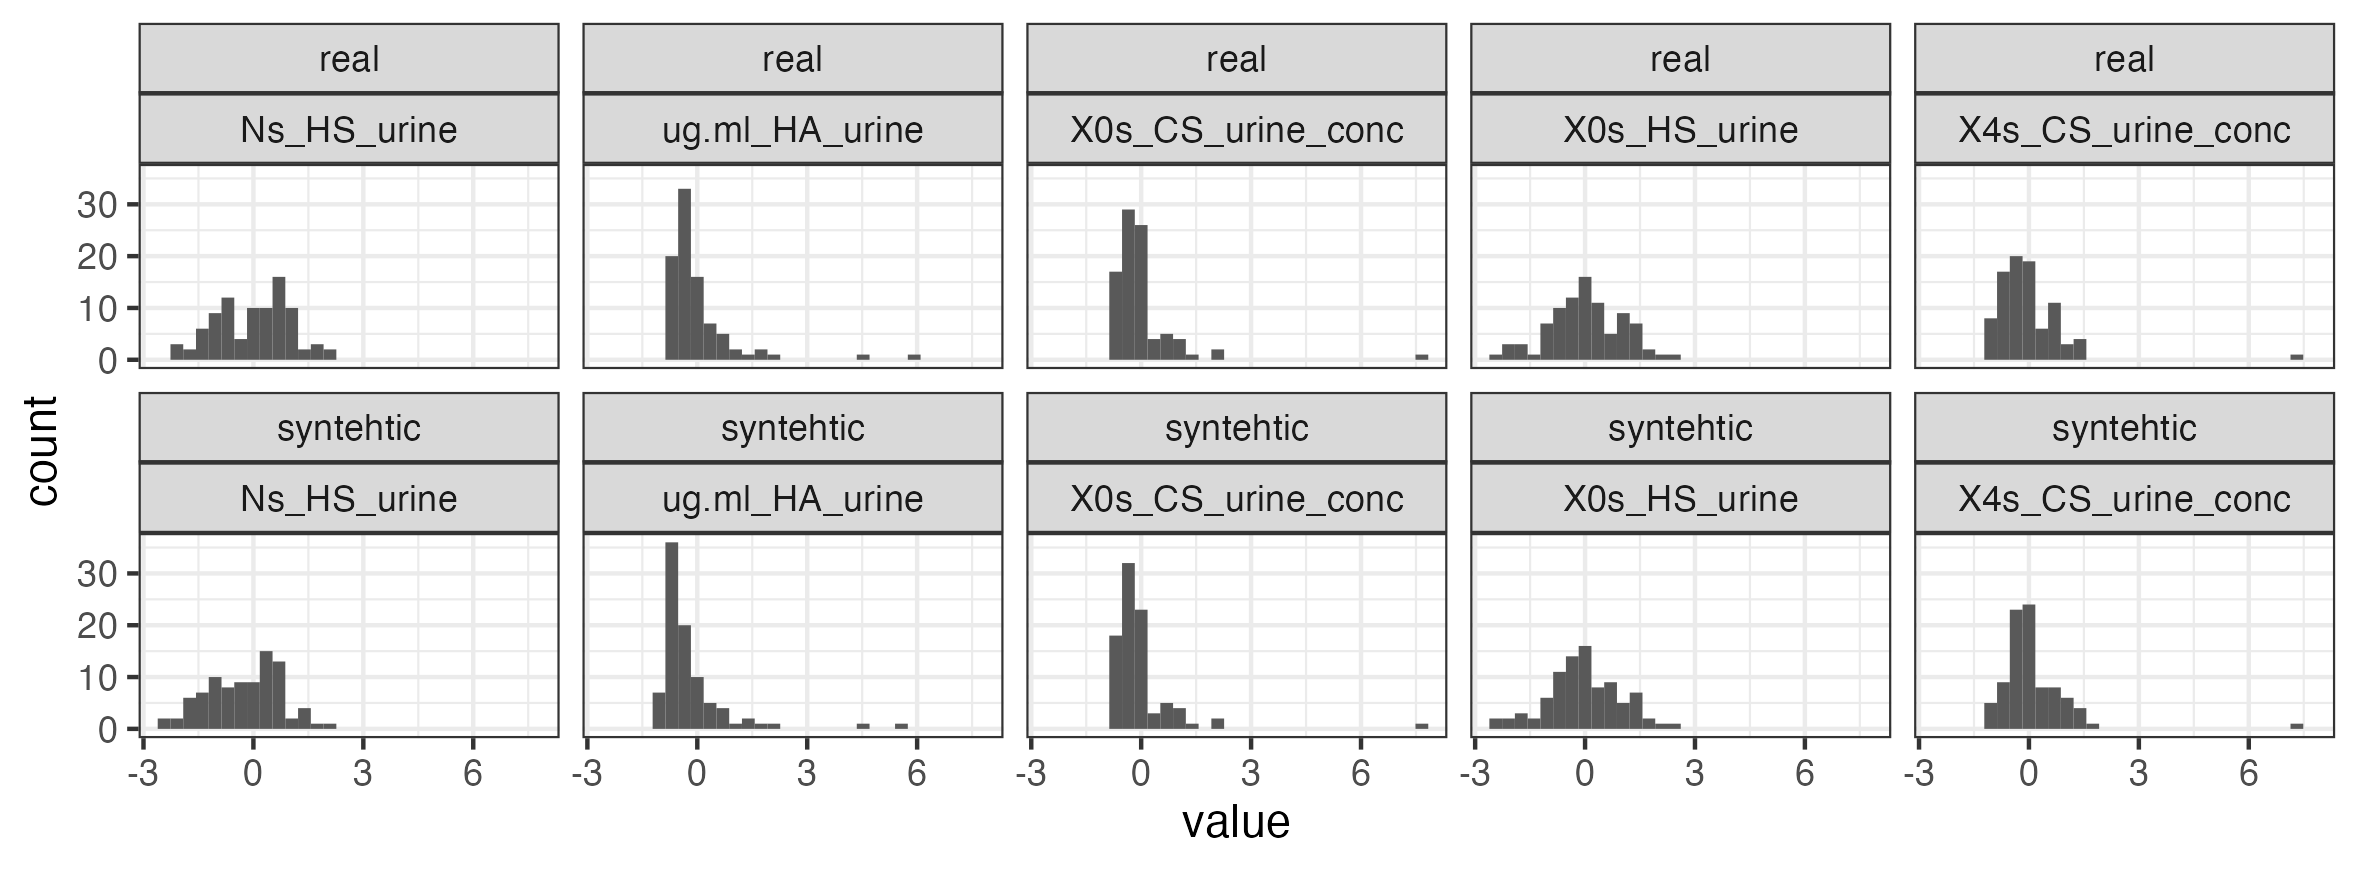 real real real real real
Ns_HS_urine ug.ml_HA_urine X0s_CS_urine_conc X0s_HS_urine X4s_CS_urine_conc
30
20
10
0
count
syntehtic syntehtic syntehtic syntehtic syntehtic
Ns_HS_urine ug.ml_HA_urine X0s_CS_urine_conc X0s_HS_urine X4s_CS_urine_conc
30
20
10
0
-3 0 3 6 -3 0 3 6 -3 0 3 6 -3 0 3 6 -3 0 3 6
value